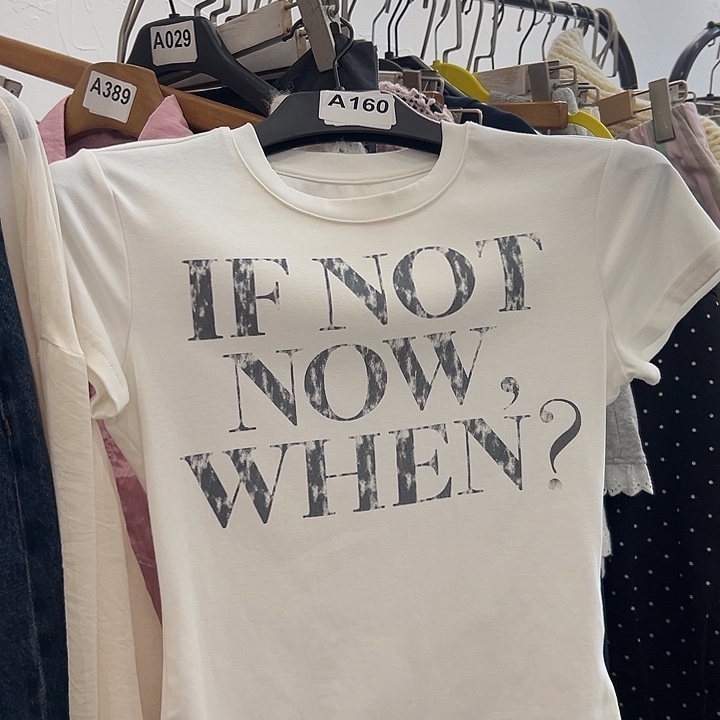 A029
A389
A160
IF NOT
NOW,
WHEN?